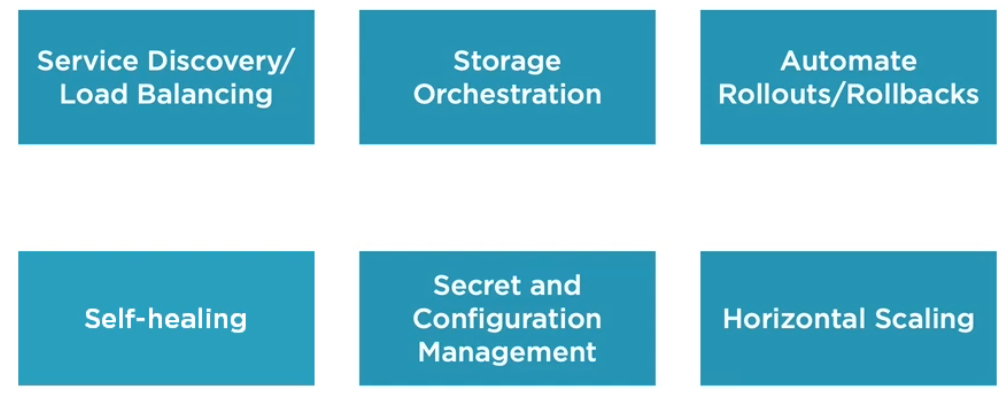 Service Discovery/
Load Balancing
Storage
Orchestration
Automate
Rollouts/Rollbacks
Self-healing
Secret and
Configuration
Management
Horizontal Scaling